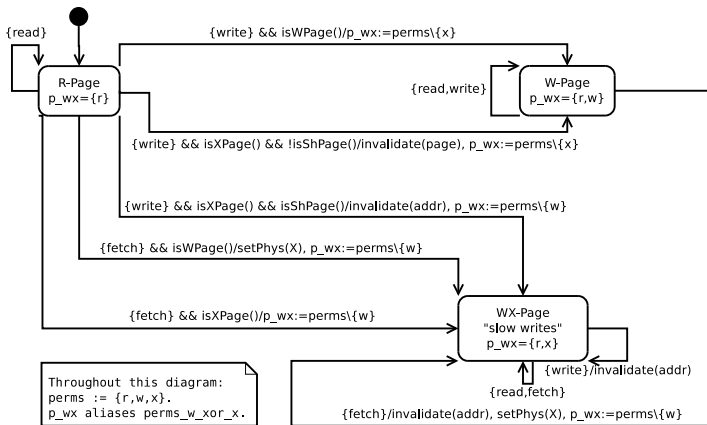 {read}
{write} && isWPage()/p_wx:=perms\{x}
R-Page
p_wx={r}
W-Page
p_wx={r,w}
{read,write}
{write} && isXPage() && !isShPage()/invalidate(page), p_wx:=perms\{x}
{write} && isXPage() && isShPage()/invalidate(addr), p_wx:=perms\{w}
{fetch} && isWPage()/setPhys(X), p_wx:=perms\{w}
{fetch} && isXPage()/p_wx:=perms\{w}
WX-Page
"slow writes"
p_wx={r,x}
{write}/invalidate(addr)
{read,fetch}
{fetch}/invalidate(addr), setPhys(X), p_wx:=perms\{w}
Throughout this diagram:
perms := {r,w,x}.
p_wx aliases perms_w_xor_x.